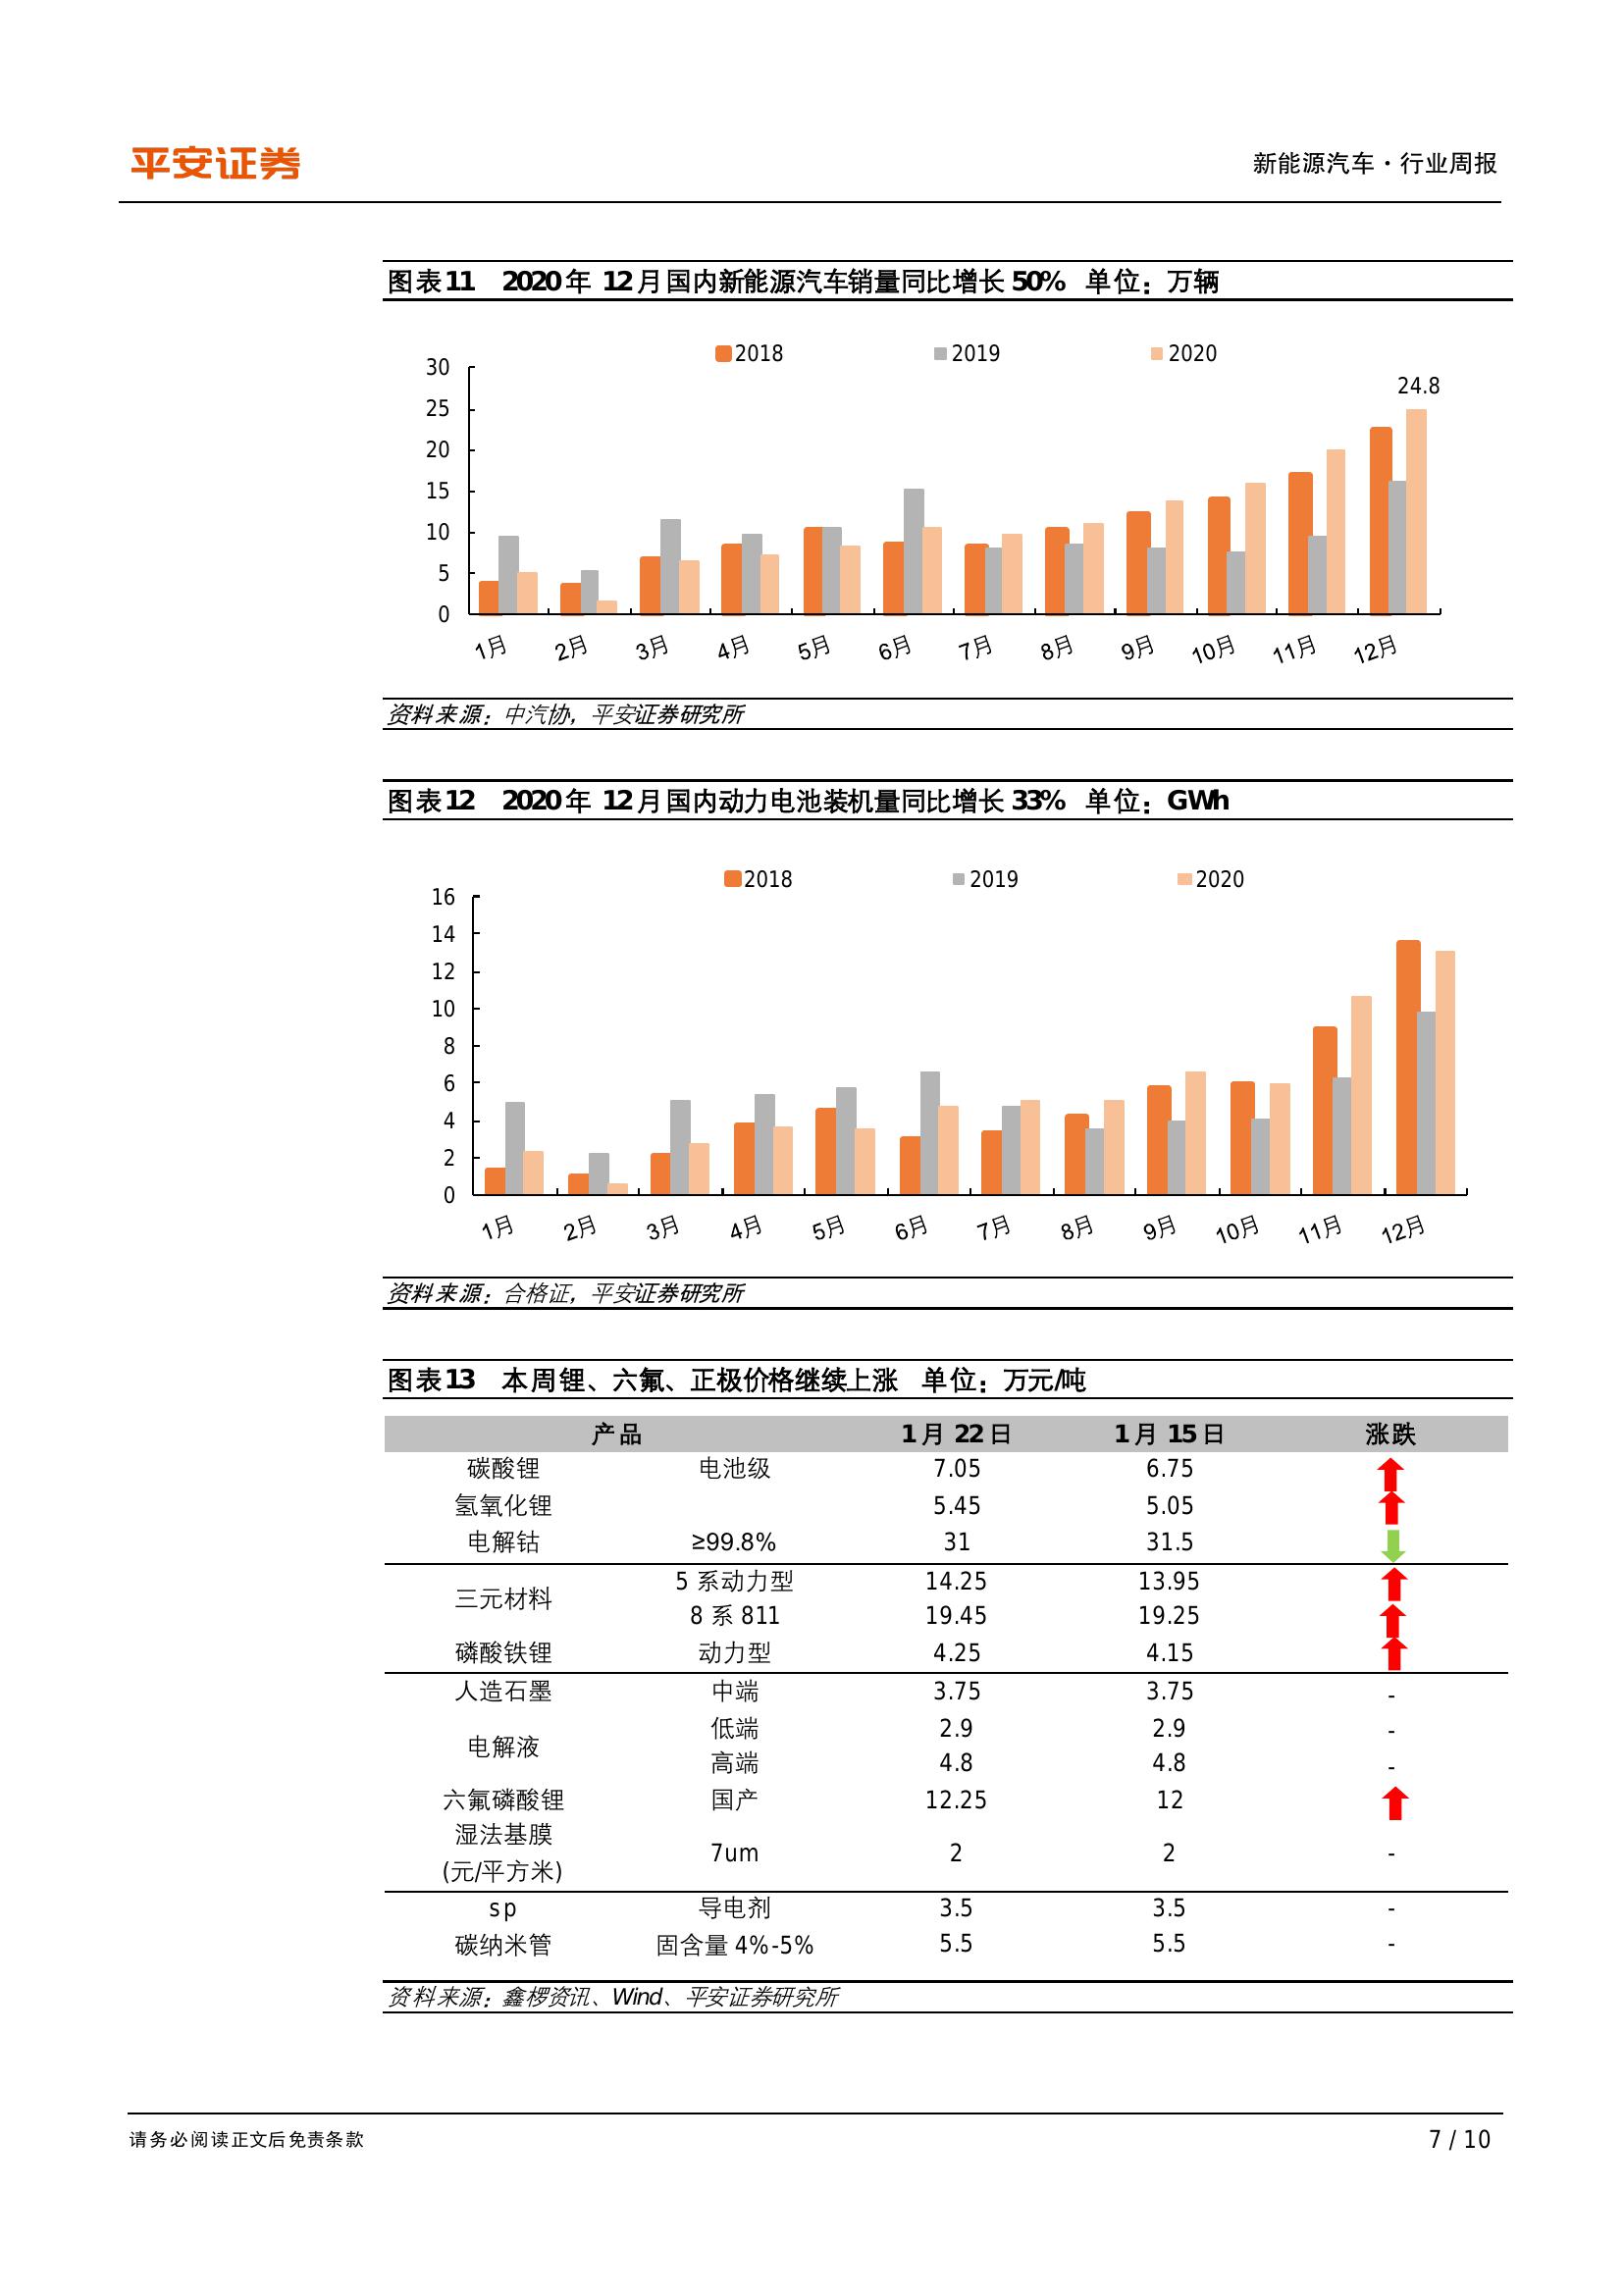 平安证券
新能源汽车·行业周报
图表11 2020年 12月国内新能源汽车销量同比增长 50% 单位：万辆
2018 2019 2020
30
25
20
15
10
5
0
24.8
1月 2月 3月 4月 5月 6月 7月 8月 9月 10月 11月 12月
资料来源：中汽协，平安证券研究所
图表12 2020年 12月国内动力电池装机量同比增长 33% 单位：GWh
2018 2019 2020
16
14
12
10
8
6
4
2
0
1月 2月 3月 4月 5月 6月 7月 8月 9月 10月 11月 12月
资料来源：合格证，平安证券研究所
图表13 本周锂、六氟、正极价格继续上涨 单位：万元/吨
产品 1月 22日 1月 15日 涨跌
碳酸锂 电池级 7.05 6.75
氢氧化锂 5.45 5.05
电解钴 ≥99.8% 31 31.5
三元材料 5 系动力型 14.25 13.95
8 系 811 19.45 19.25
磷酸铁锂 动力型 4.25 4.15
人造石墨 中端 3.75 3.75 -
电解液 低端 2.9 2.9 -
高端 4.8 4.8 -
六氟磷酸锂 国产 12.25 12
湿法基膜
(元/平方米) 7um 2 2 -
sp 导电剂 3.5 3.5 -
碳纳米管 固含量 4%-5% 5.5 5.5 -
资料来源：鑫椤资讯、Wind、平安证券研究所
请务必阅读正文后免责条款
7 / 10